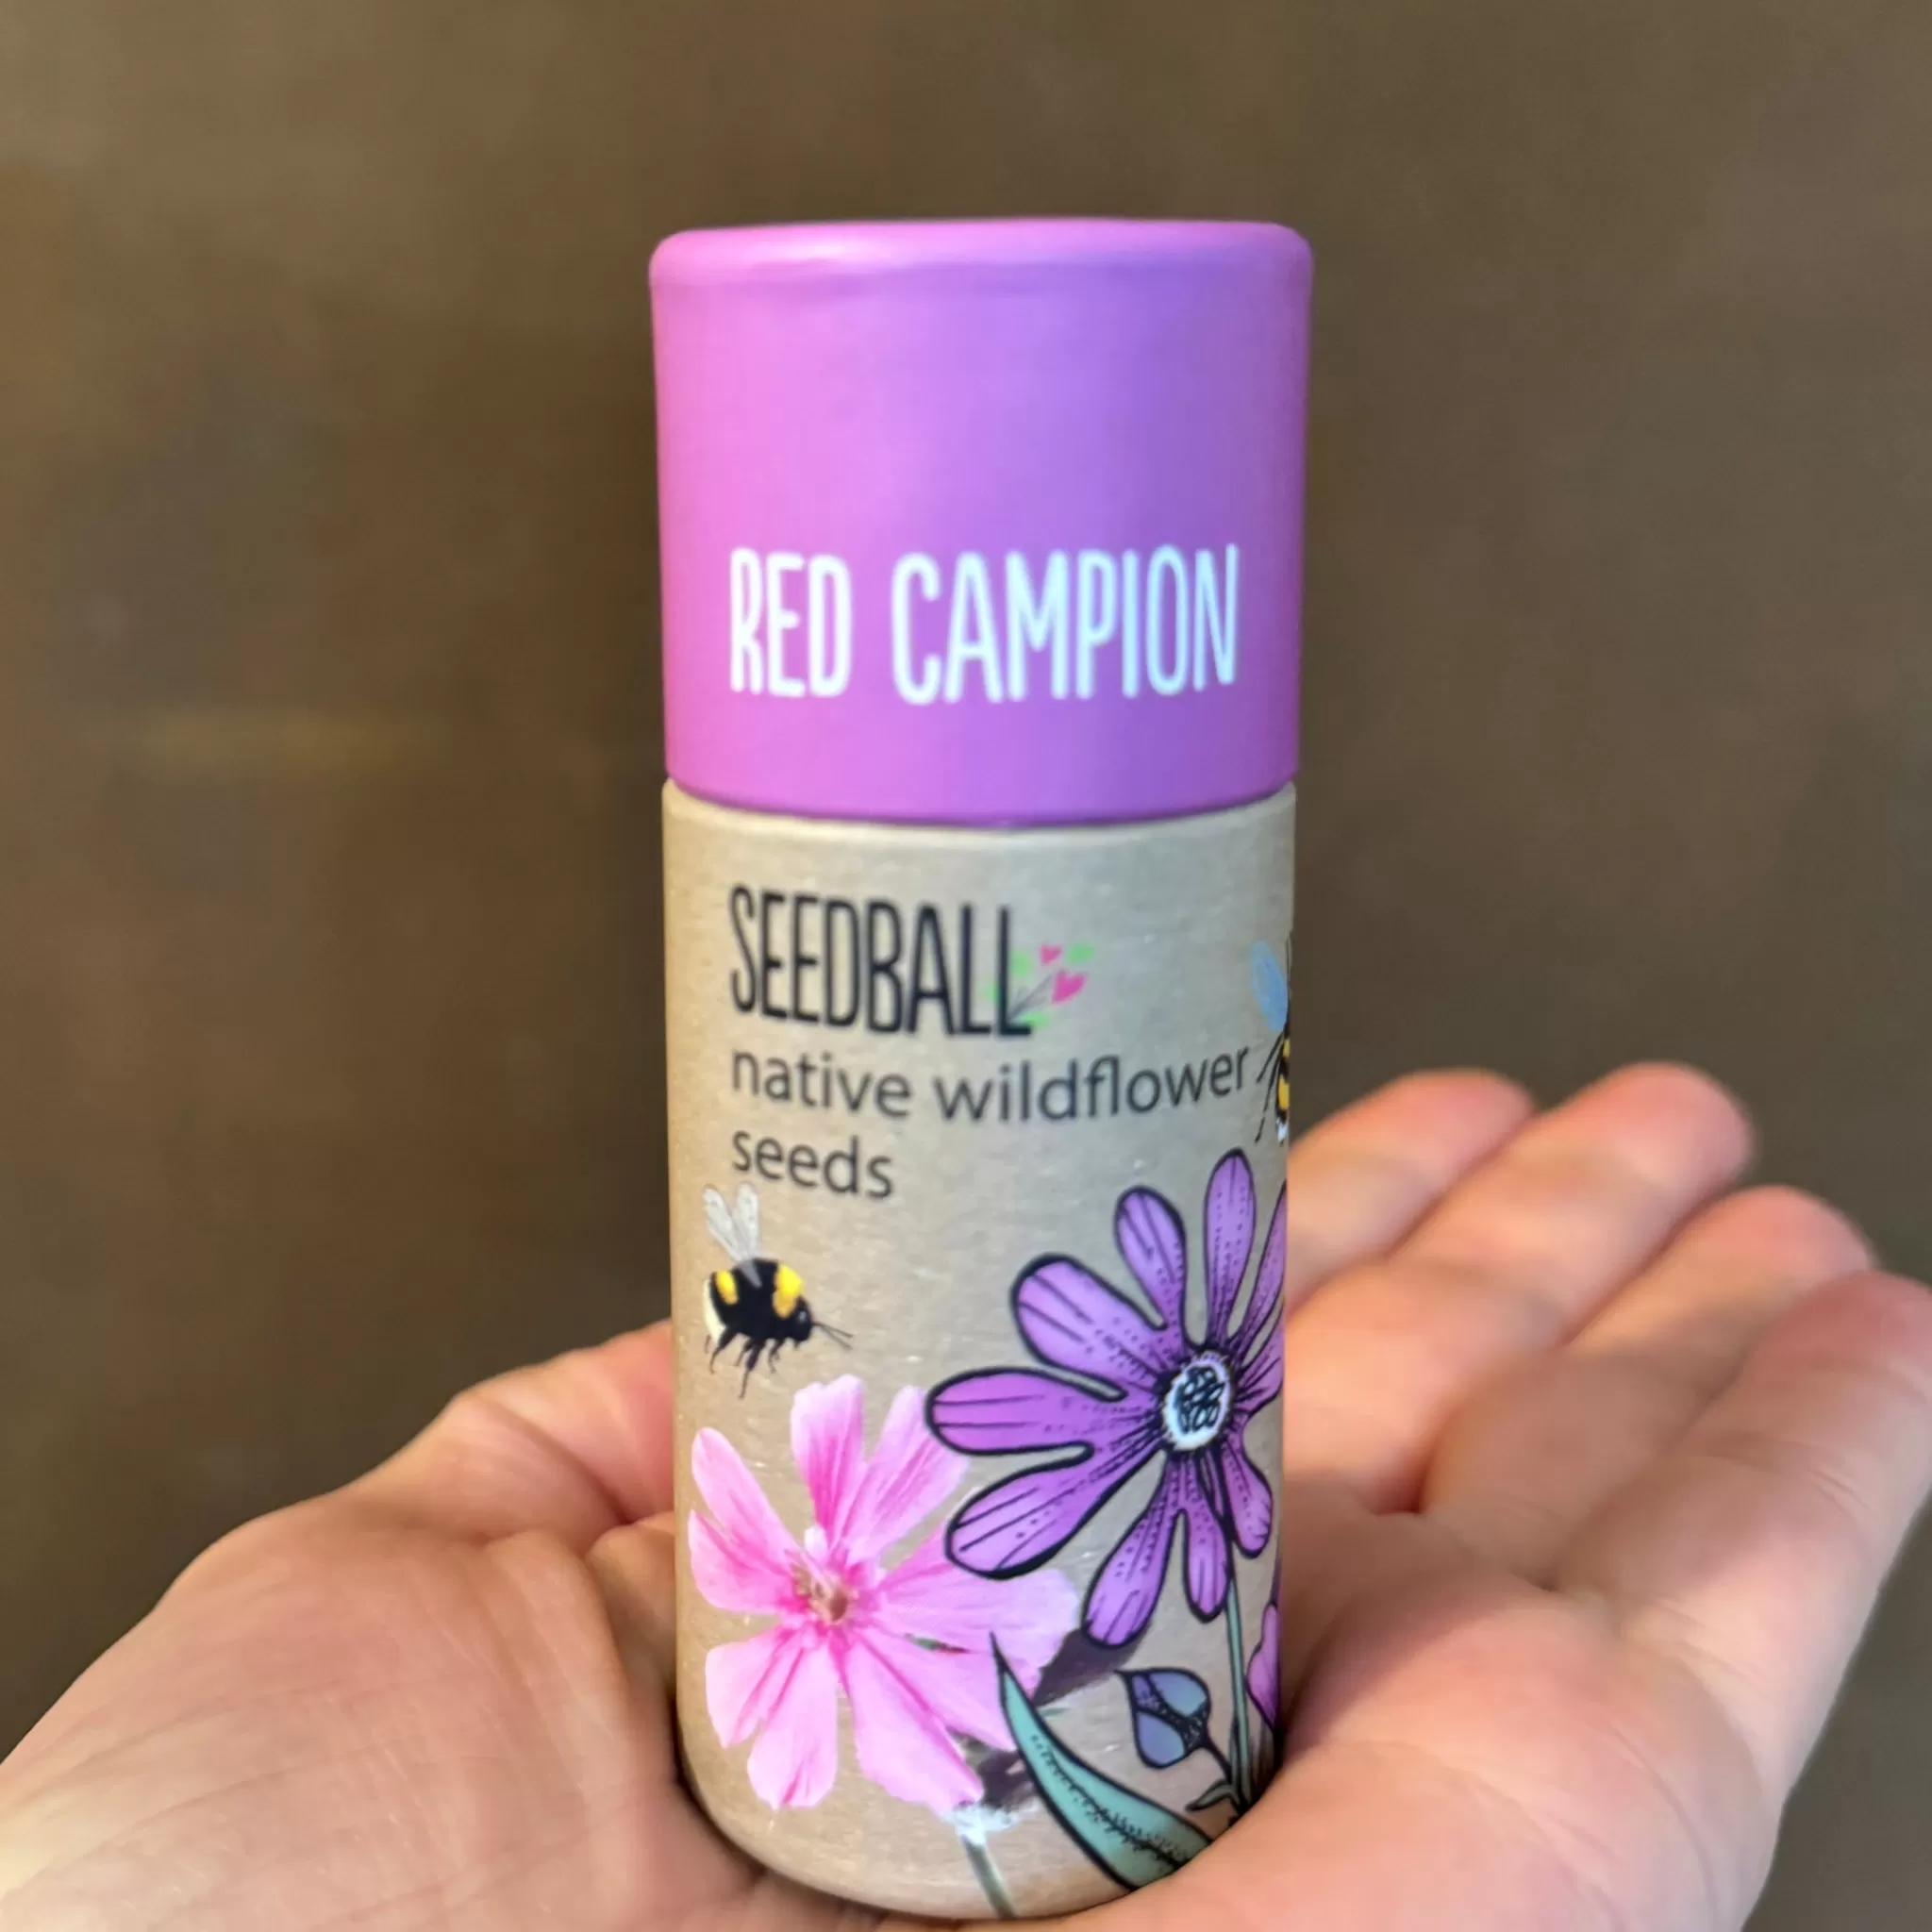 RED CAMPION
SEEDBALL
native wildflower
seeds